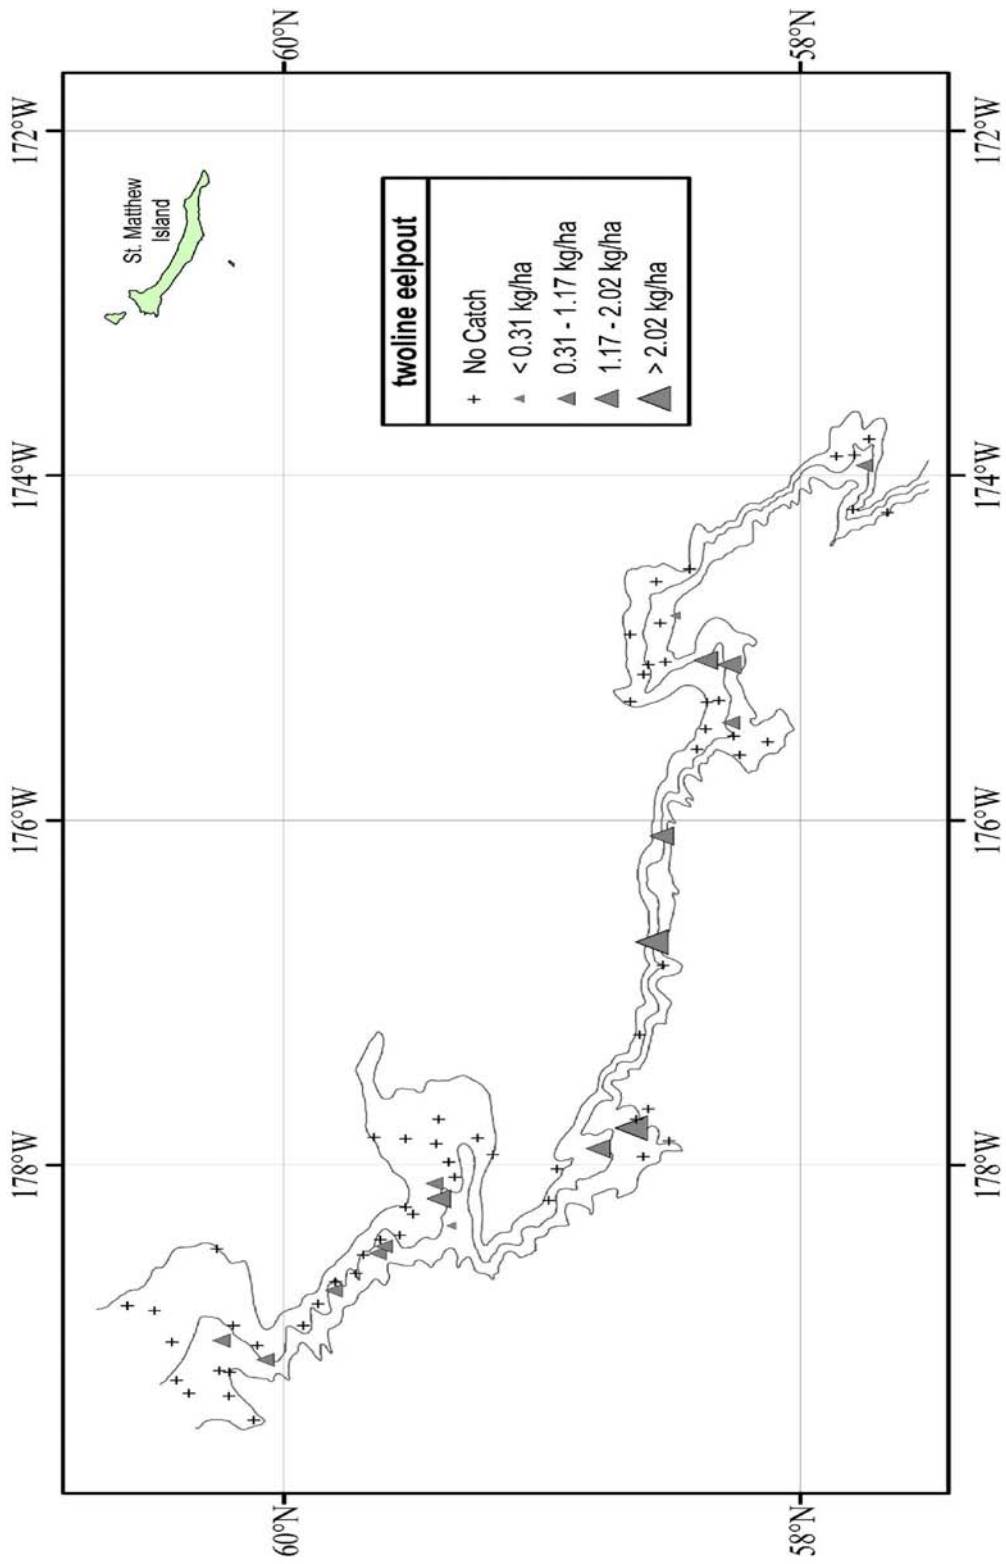 178°W
176°W
174°W
172°W
60°N
60°N
St. Matthew
Island
twoline eelpout
No Catch
< 0.31 kg/ha
0.31 - 1.17 kg/ha
1.17 - 2.02 kg/ha
> 2.02 kg/ha
58°N
58°N
178°W
176°W
174°W
172°W